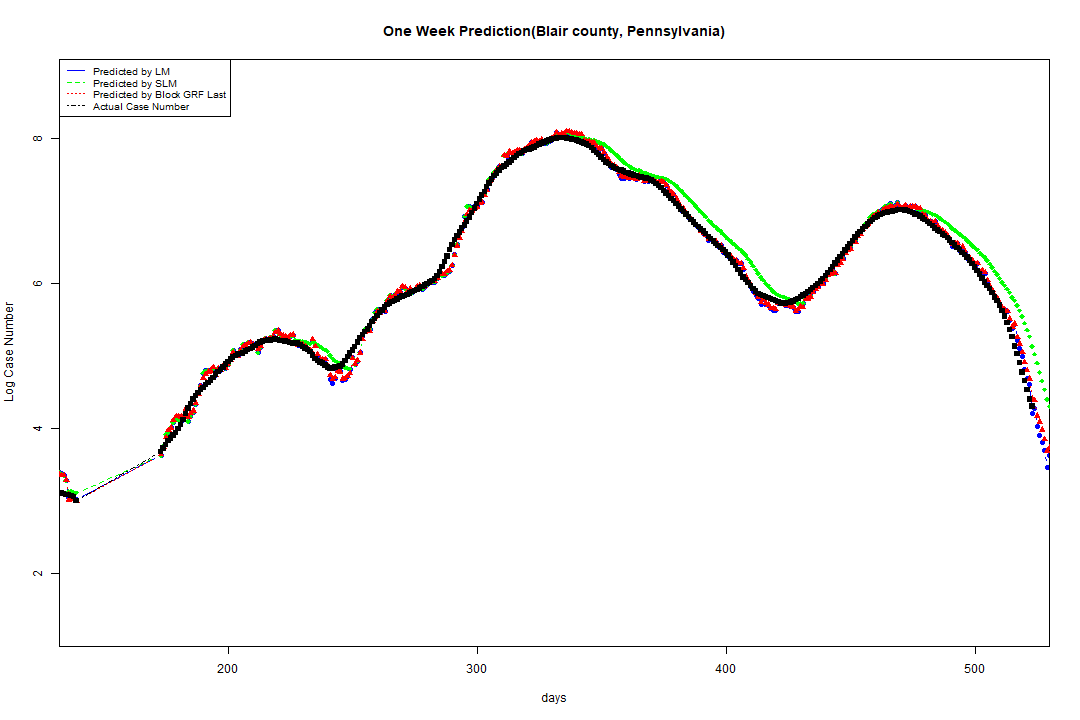 One Week Prediction(Blair county, Pennsylvania)
Predicted by LM
Predicted by SLM
Predicted by Block GRF Last
Actual Case Number
Log Case Number
8
6
4
2
200 300 400 500
days